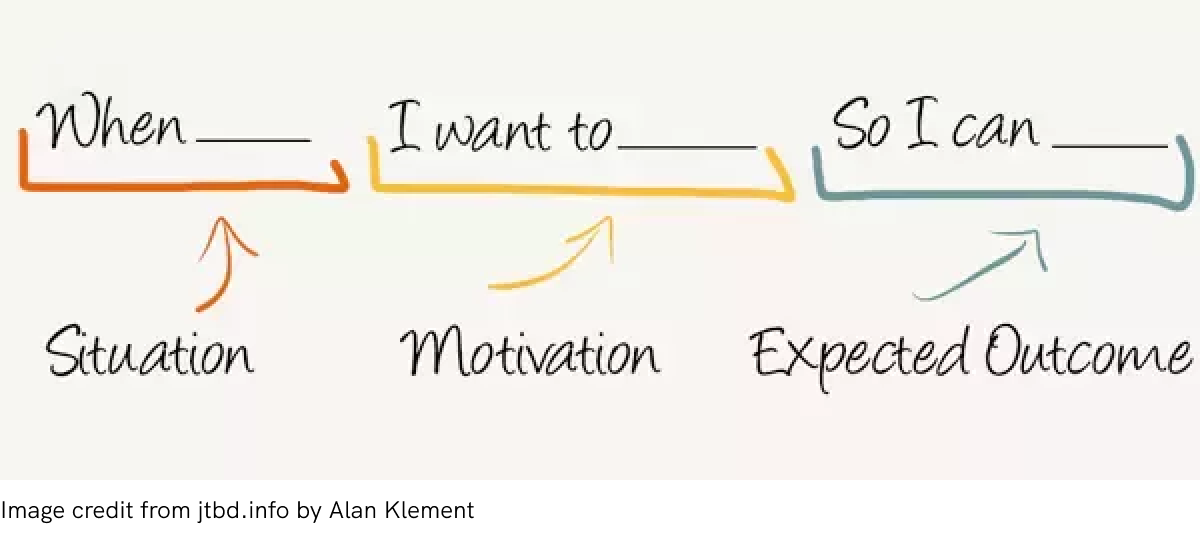 When ____ I want to ____ So I can ____
Situation Motivation Expected Outcome
Image credit from jtbd.info by Alan Klement